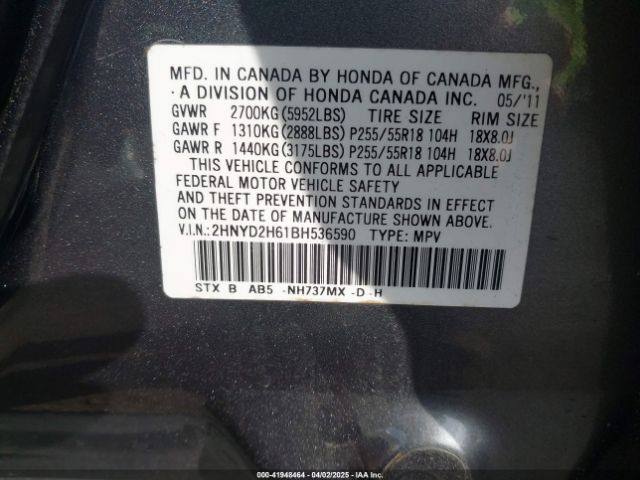 MFD. IN CANADA BY HONDA OF CANADA MFG.,
A DIVISION OF HONDA CANADA INC. 05/'11
GVWR 2700KG(5952LBS) TIRE SIZE RIM SIZE
GAWR F 1310KG(2888LBS) P255/55R18 104H 18X8.0J
GAWR R 1440KG(3175LBS) P255/55R18 104H 18X8.0J
THIS VEHICLE CONFORMS TO ALL APPLICABLE
FEDERAL MOTOR VEHICLE SAFETY
AND THEFT PREVENTION STANDARDS IN EFFECT
ON THE DATE OF MANUFACTURE SHOWN ABOVE.
V.I.N.:2HNYD2H61BH536590 TYPE: MPV
STX B AB5 -NH737MX -D -H
000-41948464 - 04/02/2025 - IAA Inc.